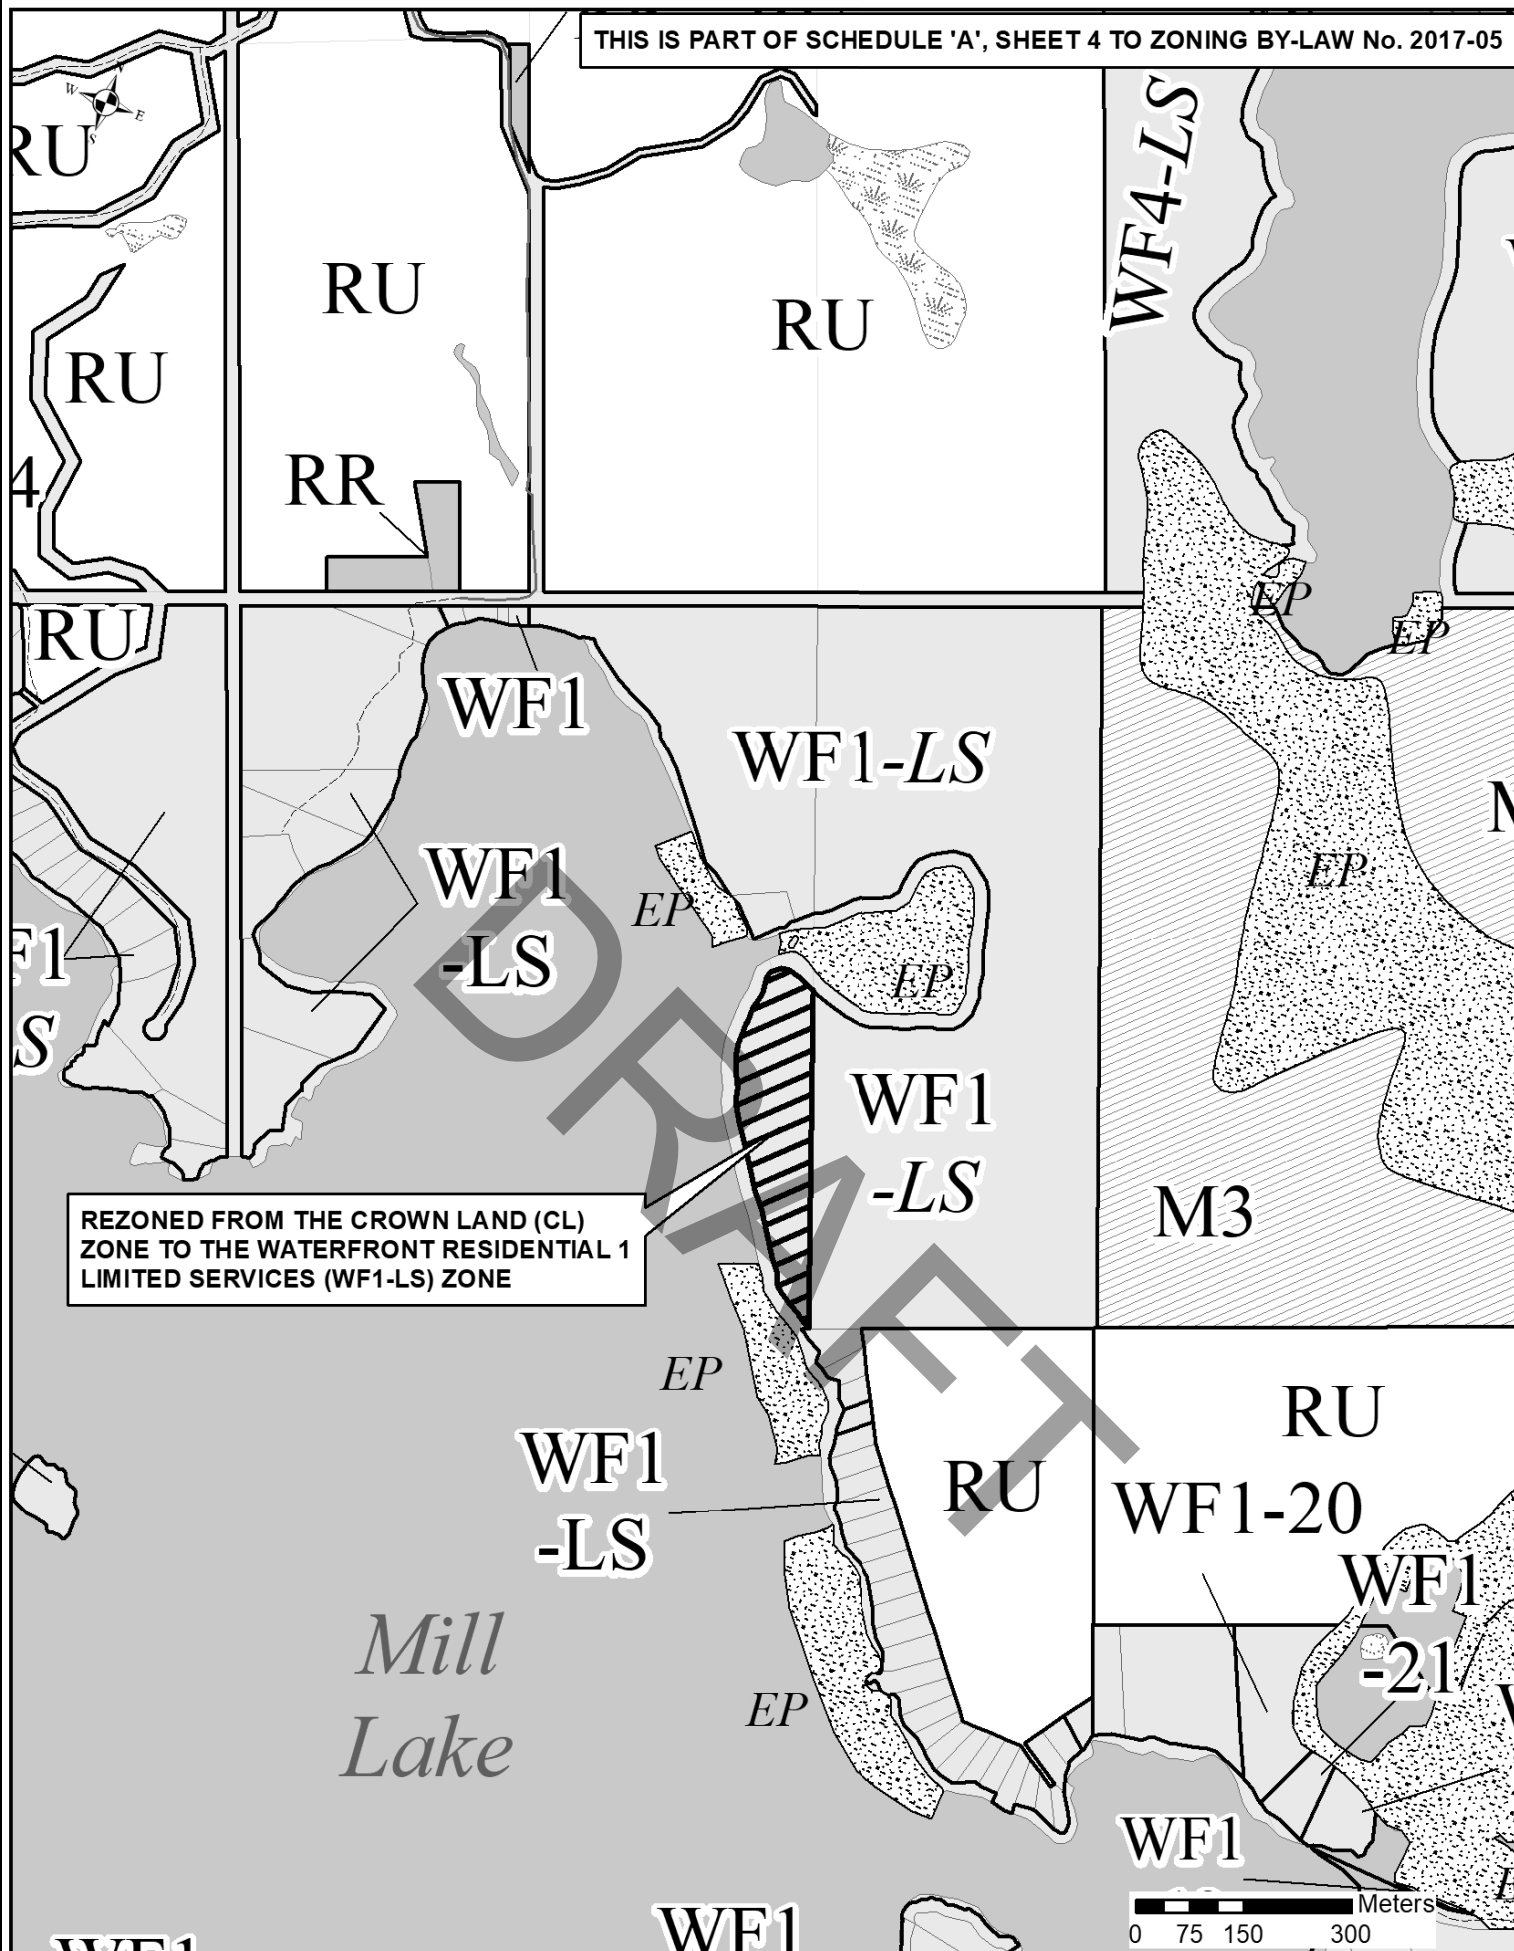 THIS IS PART OF SCHEDULE 'A', SHEET 4 TO ZONING BY-LAW No. 2017-05
N
W
E
S
RU
WF4-LS
RU
RU
RU
4
RR
EP
RU
EP
WF1
WF1-LS
WF1
-LS
EP
EP
EP
WF1
-LS
M3
REZONED FROM THE CROWN LAND (CL)
ZONE TO THE WATERFRONT RESIDENTIAL 1
LIMITED SERVICES (WF1-LS) ZONE
DRAFT
EP
RU
WF1
-LS
RU
WF1-20
WF1
-21
Mill
Lake
EP
WF1
WF1
WF1
Meters
0 75 150 300